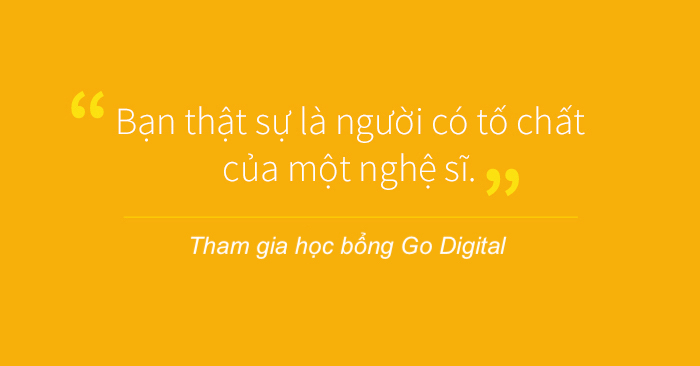 “ Bạn thật sự là người có tố chất
của một nghệ sĩ. ”
Tham gia học bổng Go Digital